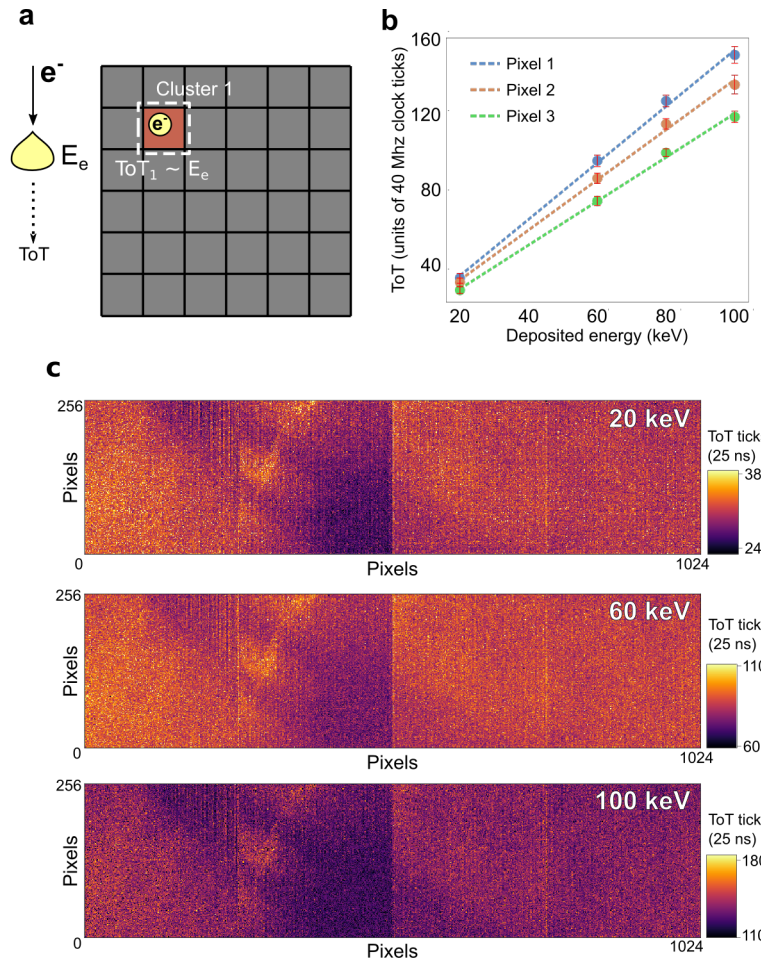 a
e-
E_e
ToT
Cluster 1
e-
ToT₁ ~ E_e
b
ToT (units of 40 Mhz clock ticks)
160
120
80
40
Pixel 1
Pixel 2
Pixel 3
20 40 60 80 100
Deposited energy (keV)
c
256
Pixels
0
20 keV
Pixels
1024
ToT tick
(25 ns)
38
24
256
Pixels
0
60 keV
Pixels
1024
ToT tick
(25 ns)
110
60
256
Pixels
0
100 keV
Pixels
1024
ToT tick
(25 ns)
180
110